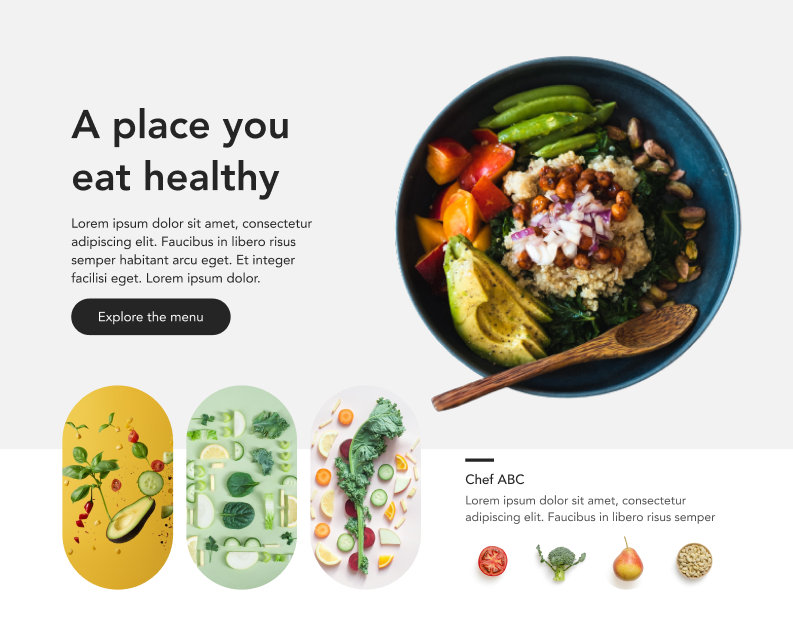 A place you
eat healthy
Lorem ipsum dolor sit amet, consectetur
adipiscing elit. Faucibus in libero risus
semper habitant arcu eget. Et integer
facilisi eget. Lorem ipsum dolor.
Explore the menu
Chef ABC
Lorem ipsum dolor sit amet, consectetur
adipiscing elit. Faucibus in libero risus semper